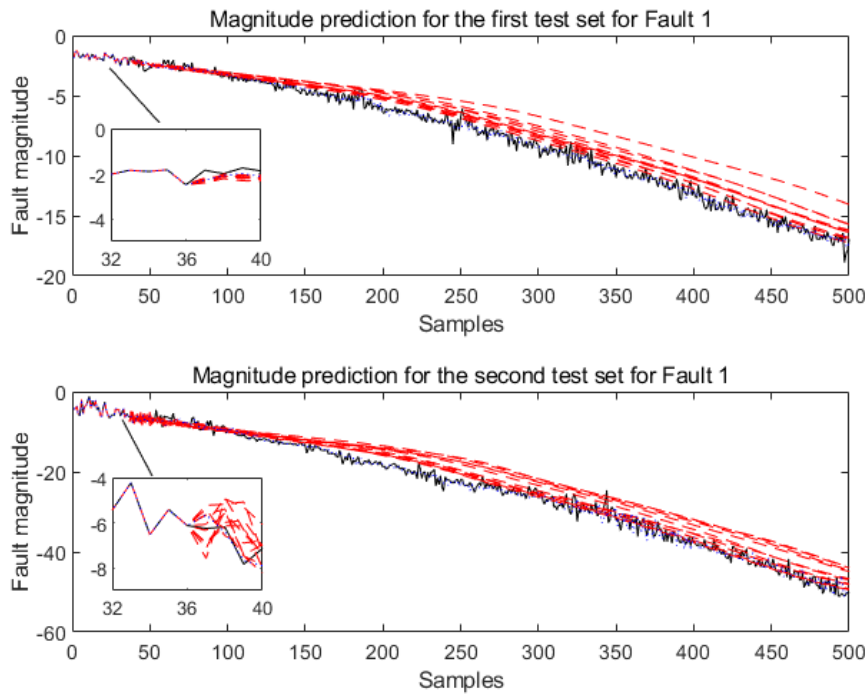 Magnitude prediction for the first test set for Fault 1
Fault magnitude
0
-5
-10
-15
-20
0 50 100 150 200 250 300 350 400 450 500
Samples
0
-2
-4
32 36 40
Magnitude prediction for the second test set for Fault 1
Fault magnitude
0
-20
-40
-60
0 50 100 150 200 250 300 350 400 450 500
Samples
-4
-6
-8
32 36 40